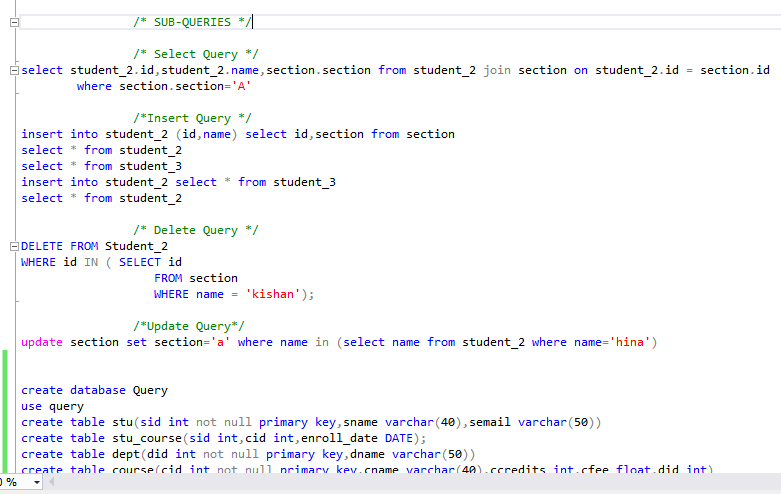 /* SUB-QUERIES */
/* Select Query */
select student_2.id,student_2.name,section.section from student_2 join section on student_2.id = section.id
where section.section='A'
/*Insert Query */
insert into student_2 (id,name) select id,section from section
select * from student_2
select * from student_3
insert into student_2 select * from student_3
select * from student_2
/* Delete Query */
DELETE FROM Student_2
WHERE id IN ( SELECT id
FROM section
WHERE name = 'kishan');
/*Update Query*/
update section set section='a' where name in (select name from student_2 where name='hina')
create database Query
use query
create table stu(sid int not null primary key,sname varchar(40),semail varchar(50))
create table stu_course(sid int,cid int,enroll_date DATE);
create table dept(did int not null primary key,dname varchar(50))
create table course(cid int not null primary key,cname varchar(40),ccredits int,cfee float,did int)
0 %